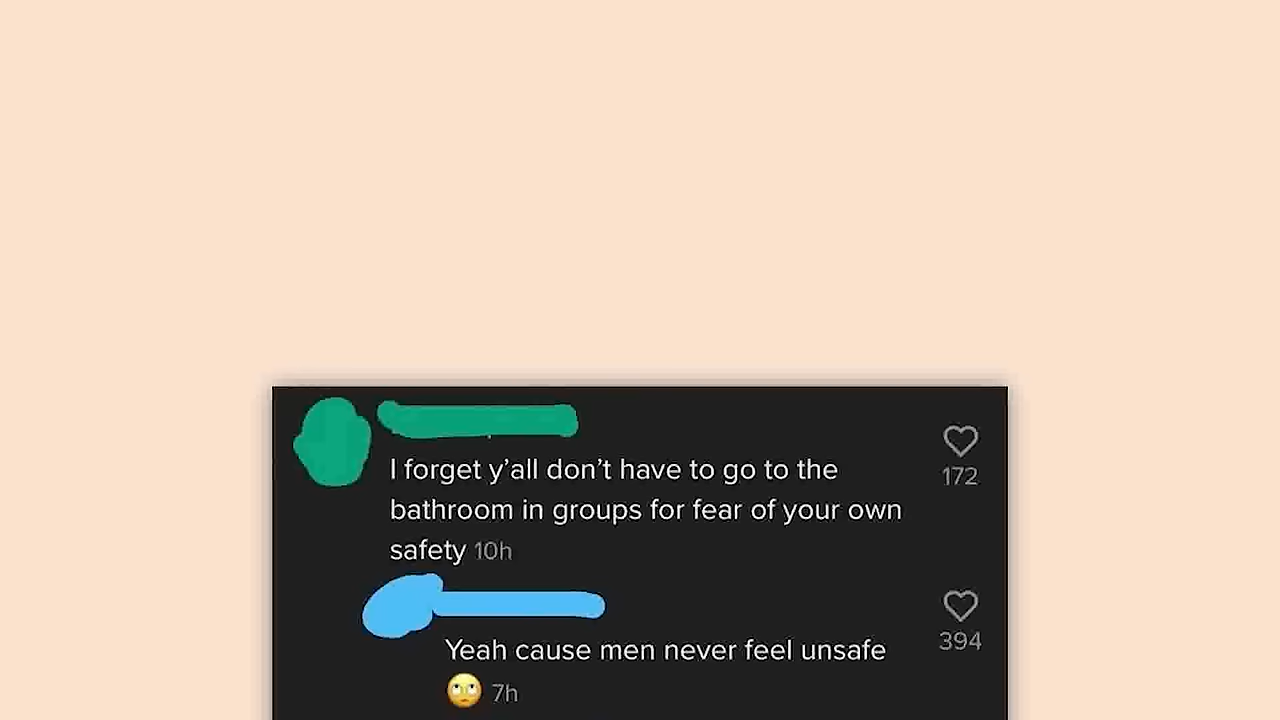 I forget y’all don’t have to go to the
bathroom in groups for fear of your own
safety 10h
172
Yeah cause men never feel unsafe
🙄 7h
394